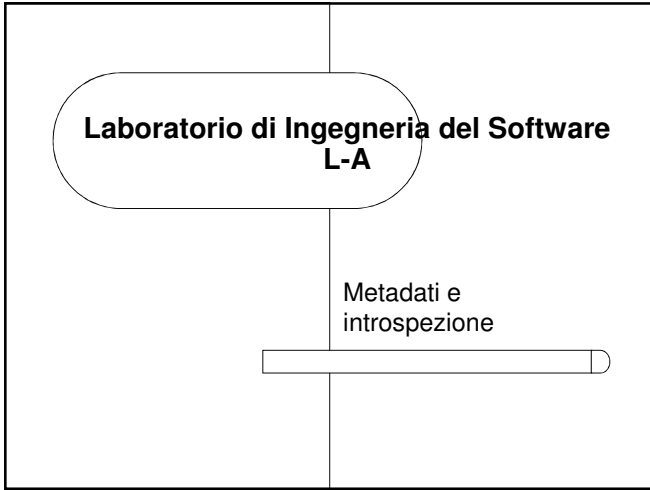 Laboratorio di Ingegneria del Software
L-A
Metadati e
introspezione